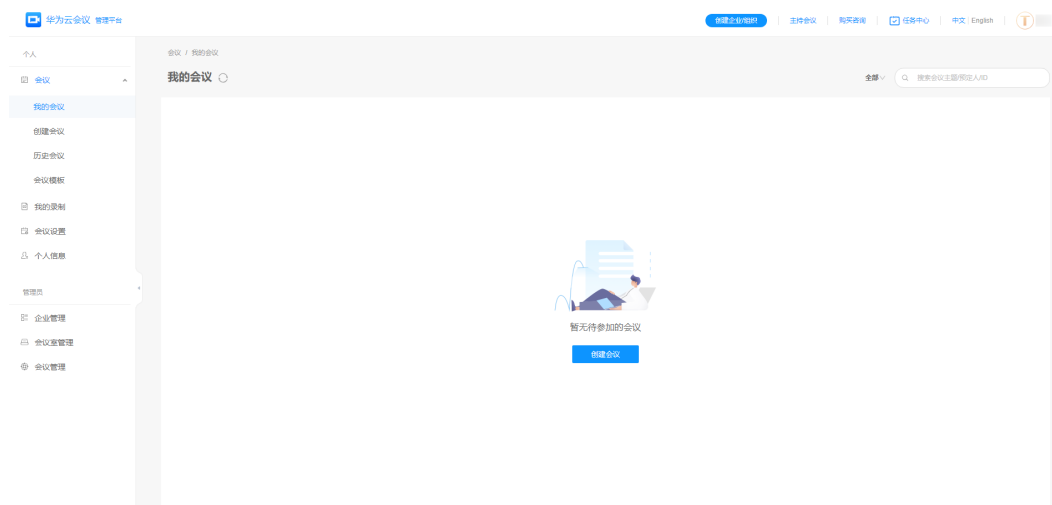 华为云会议 管理平台
创建企业/组织 主持会议 购买咨询 任务中心 中文 English
个人
会议
我的会议
创建会议
历史会议
会议模板
我的录制
会议设置
个人信息
管理员
企业管理
会议室管理
会议管理
会议 / 我的会议
我的会议
全部 搜索会议主题/预定人/ID
暂无待参加的会议
创建会议